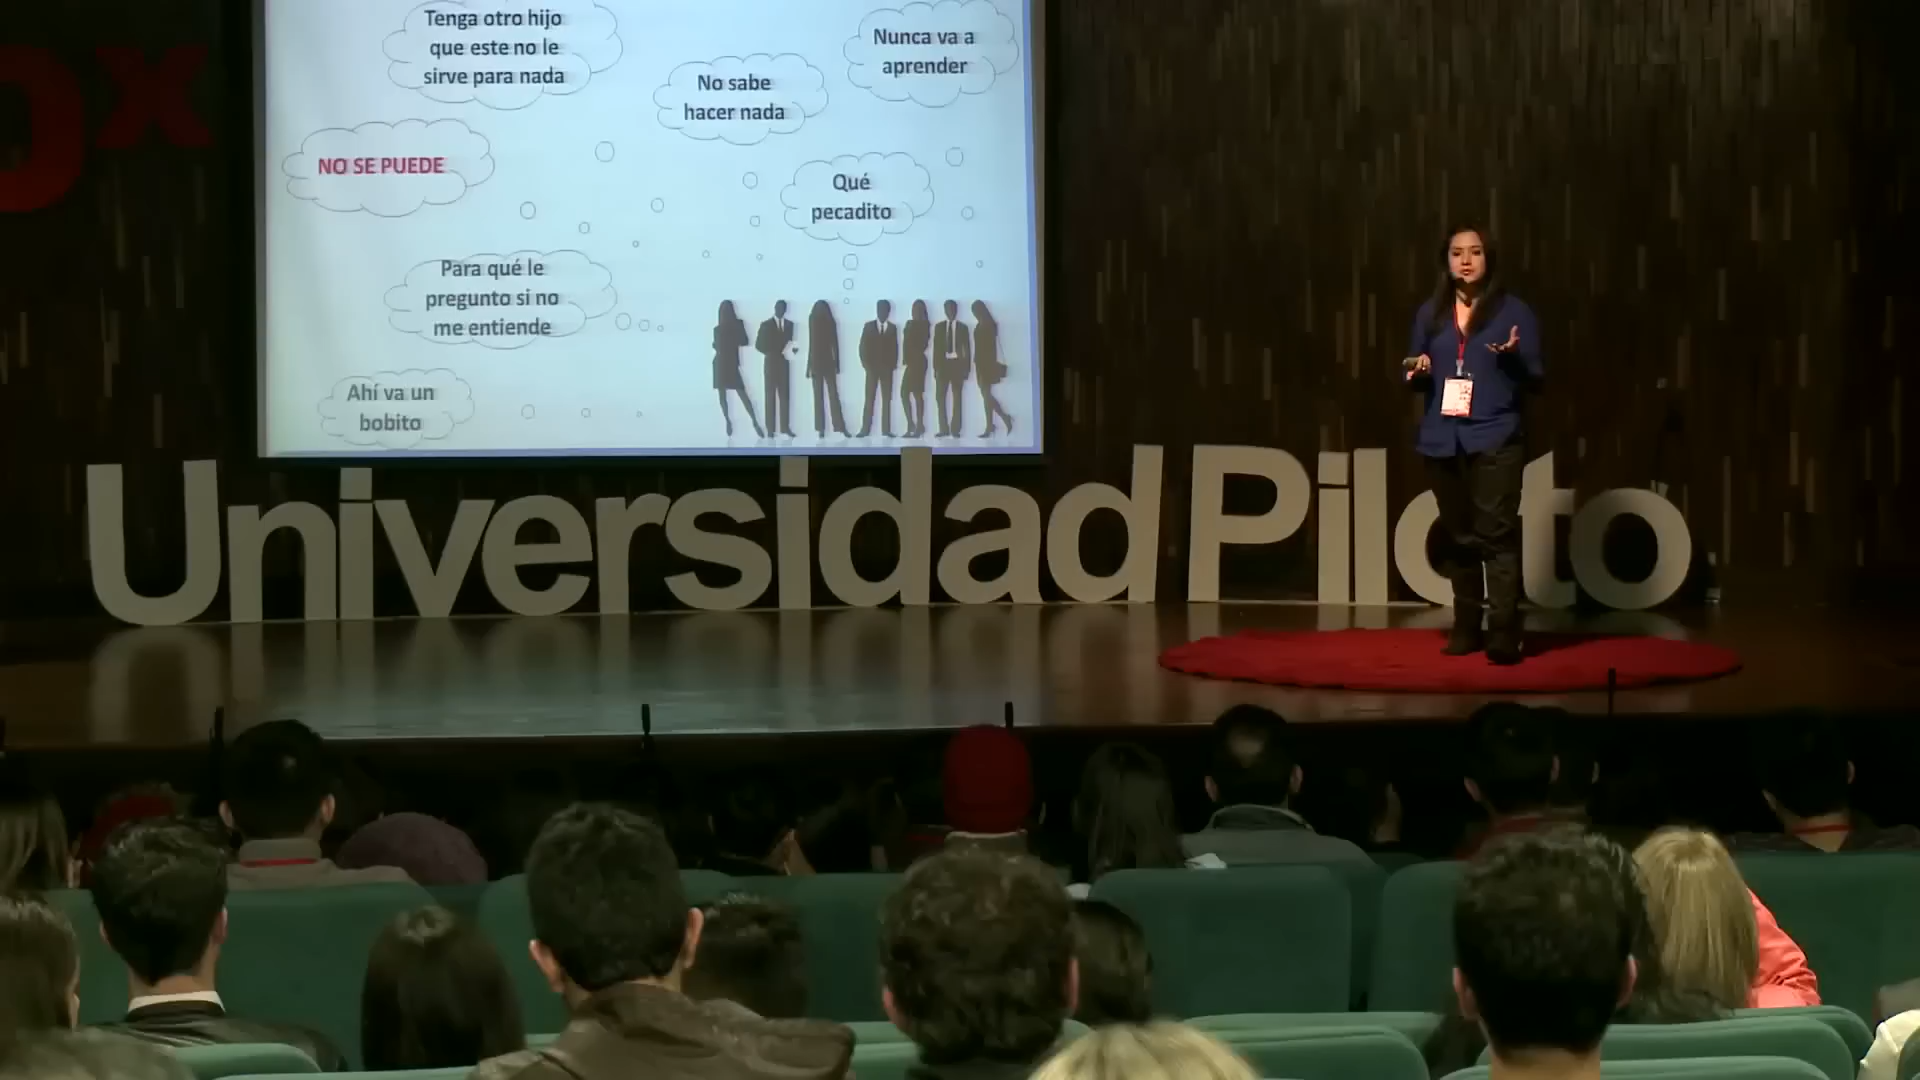 Tenga otro hijo
que este no le
sirve para nada
Nunca va a
aprender
No sabe
hacer nada
NO SE PUEDE
Qué
pecadito
Para qué le
pregunto si no
me entiende
Ahí va un
bobito
Universidad Piloto